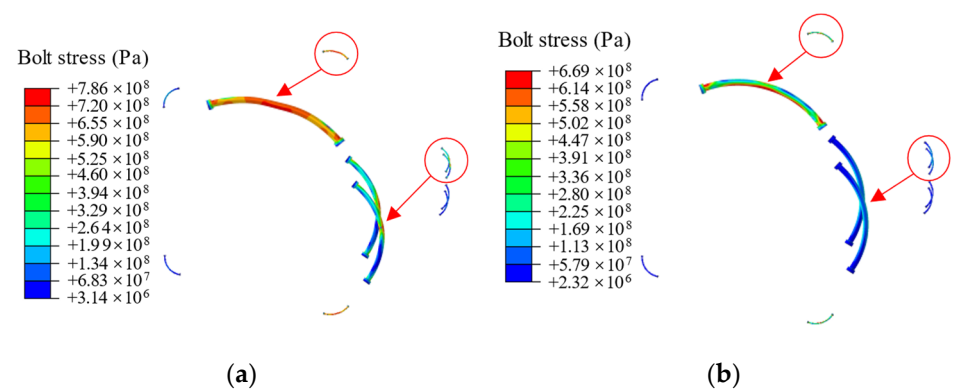 Bolt stress (Pa)
+7.86 × 10⁸
+7.20 × 10⁸
+6.55 × 10⁸
+5.90 × 10⁸
+5.25 × 10⁸
+4.60 × 10⁸
+3.94 × 10⁸
+3.29 × 10⁸
+2.64 × 10⁸
+1.99 × 10⁸
+1.34 × 10⁸
+6.83 × 10⁷
+3.14 × 10⁶
(a)
Bolt stress (Pa)
+6.69 × 10⁸
+6.14 × 10⁸
+5.58 × 10⁸
+5.02 × 10⁸
+4.47 × 10⁸
+3.91 × 10⁸
+3.36 × 10⁸
+2.80 × 10⁸
+2.25 × 10⁸
+1.69 × 10⁸
+1.13 × 10⁸
+5.79 × 10⁷
+2.32 × 10⁶
(b)